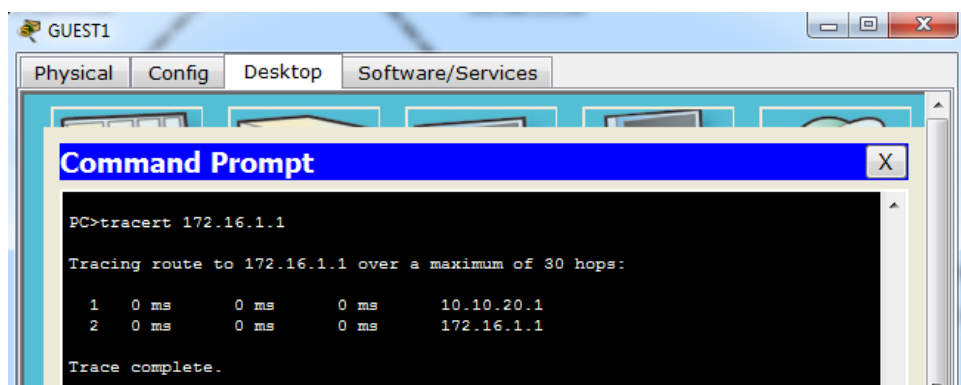 GUEST1
Physical Config Desktop Software/Services
Command Prompt
X
PC>tracert 172.16.1.1
Tracing route to 172.16.1.1 over a maximum of 30 hops:
1 0 ms 0 ms 0 ms 10.10.20.1
2 0 ms 0 ms 0 ms 172.16.1.1
Trace complete.